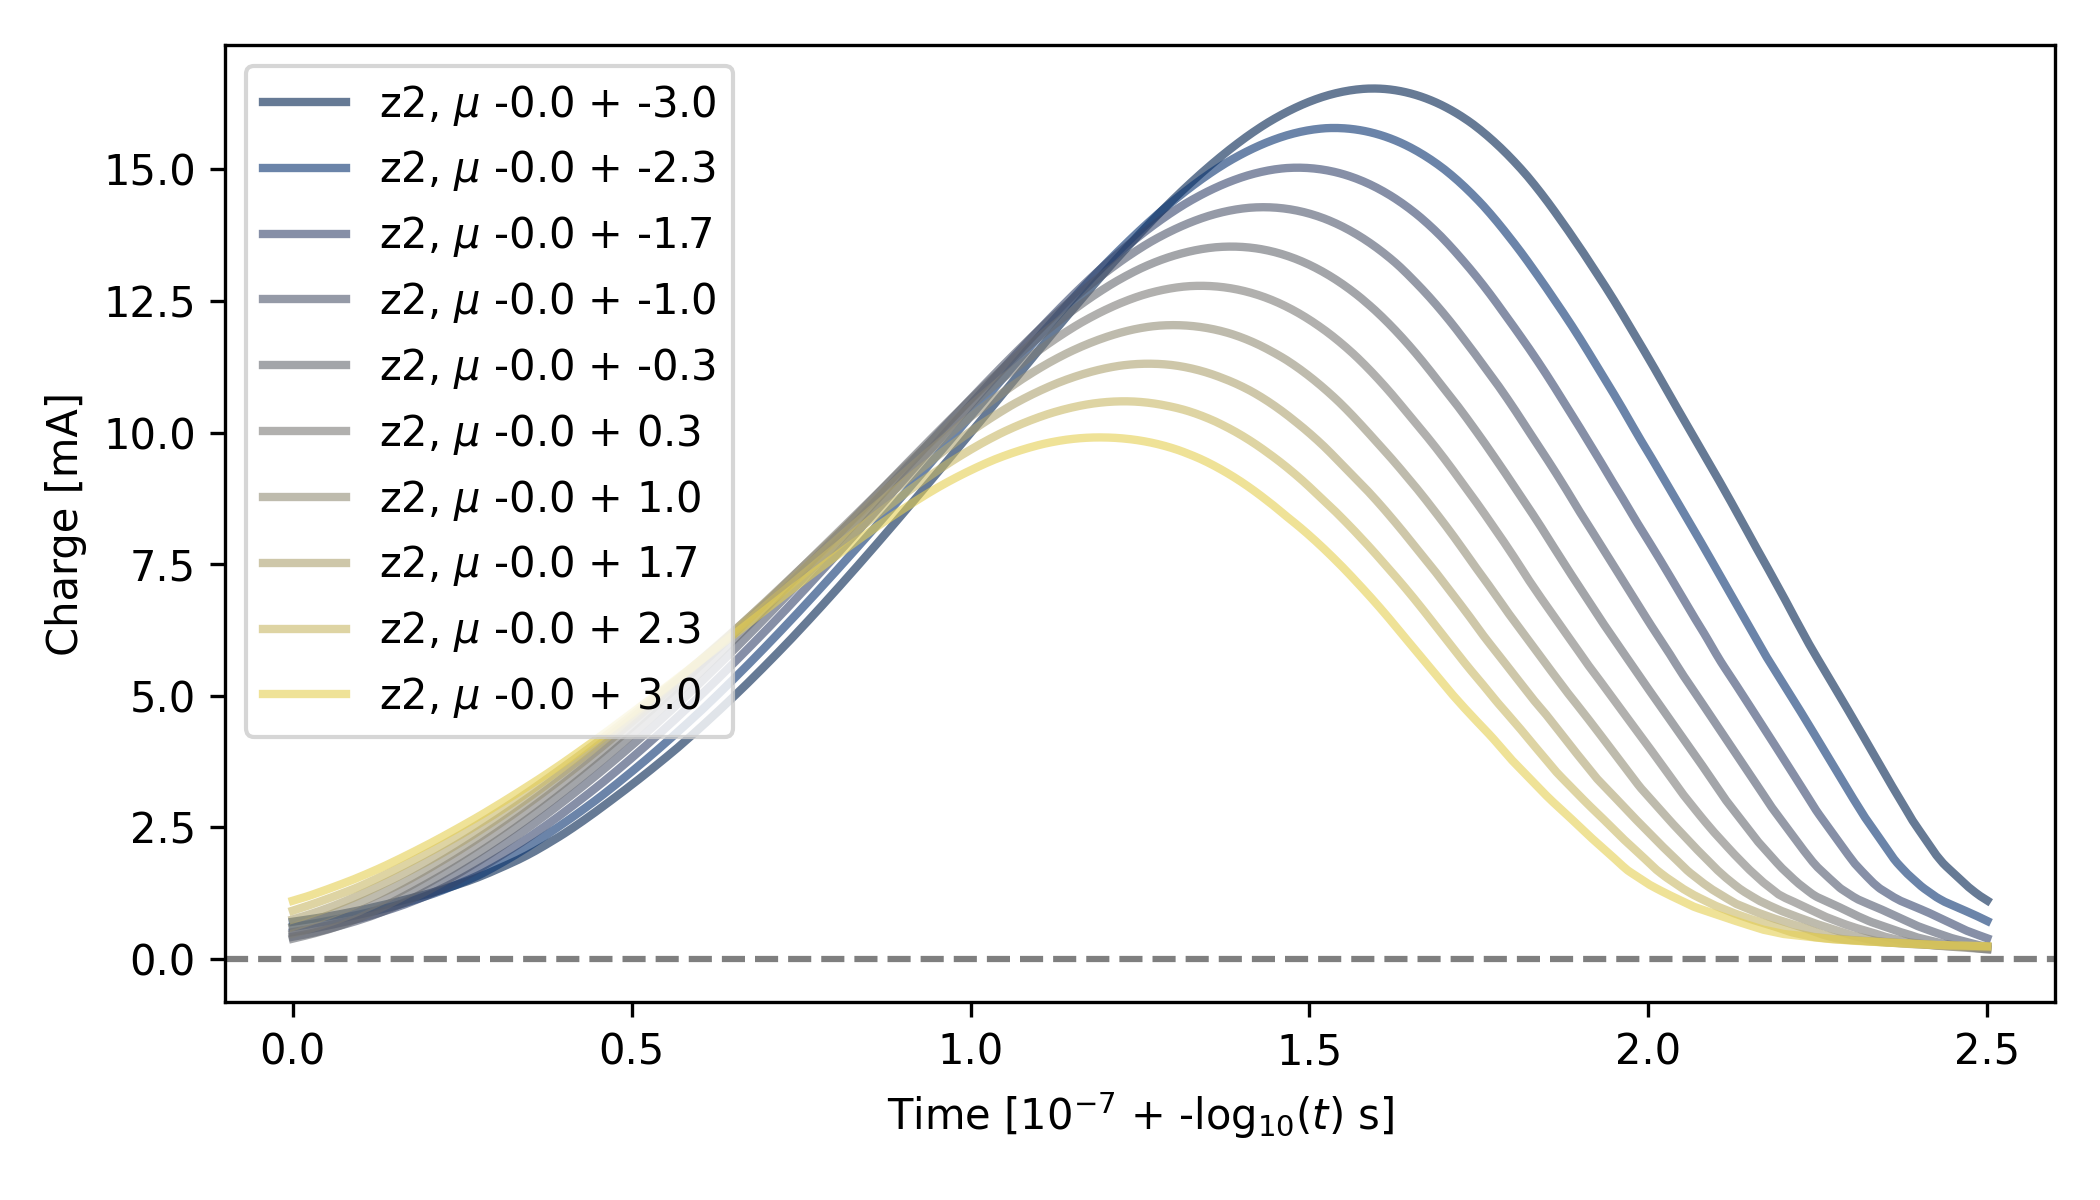 z2, μ -0.0 + -3.0
z2, μ -0.0 + -2.3
z2, μ -0.0 + -1.7
z2, μ -0.0 + -1.0
z2, μ -0.0 + -0.3
z2, μ -0.0 + 0.3
z2, μ -0.0 + 1.0
z2, μ -0.0 + 1.7
z2, μ -0.0 + 2.3
z2, μ -0.0 + 3.0
Charge [mA]
15.0
12.5
10.0
7.5
5.0
2.5
0.0
0.0 0.5 1.0 1.5 2.0 2.5
Time [10⁻⁷ + -log₁₀(t) s]